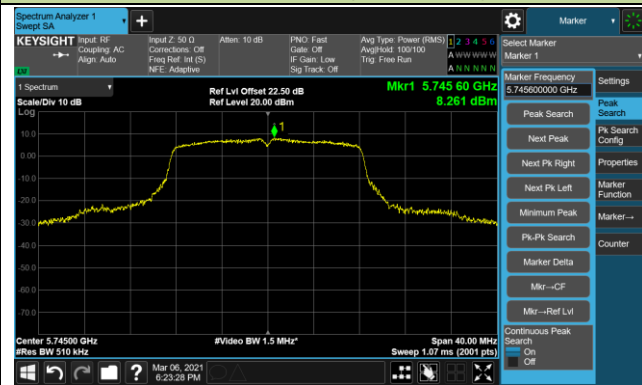 Spectrum Analyzer 1
Swept SA
+
Marker
KEYSIGHT
Input: RF
Coupling: AC
Align: Auto
Input Z: 50 Ω
Corrections: Off
Freq Ref: Int (S)
NFE: Adaptive
Atten: 10 dB
PNO: Fast
Gate: Off
IF Gain: Low
Sig Track: Off
Avg Type: Power (RMS)
Avg|Hold: 100/100
Trig: Free Run
1 2 3 4 5 6
A W W W W W
A N N N N N
Select Marker
Marker 1
LXI
1 Spectrum
Scale/Div 10 dB
Log
Ref Lvl Offset 22.50 dB
Ref Level 20.00 dBm
Mkr1 5.745 60 GHz
8.261 dBm
10.0
0.00
-10.0
-20.0
-30.0
-40.0
-50.0
-60.0
-70.0
1
Center 5.74500 GHz
#Res BW 510 kHz
#Video BW 1.5 MHz*
Span 40.00 MHz
Sweep 1.07 ms (2001 pts)
Marker Frequency
5.745600000 GHz
Peak Search
Next Peak
Next Pk Right
Next Pk Left
Minimum Peak
Pk-Pk Search
Marker Delta
Mkr→CF
Mkr→Ref Lvl
Continuous Peak
Search
On
Off
Settings
Peak
Search
Pk Search
Config
Properties
Marker
Function
Marker→
Counter
?
Mar 06, 2021
6:23:28 PM